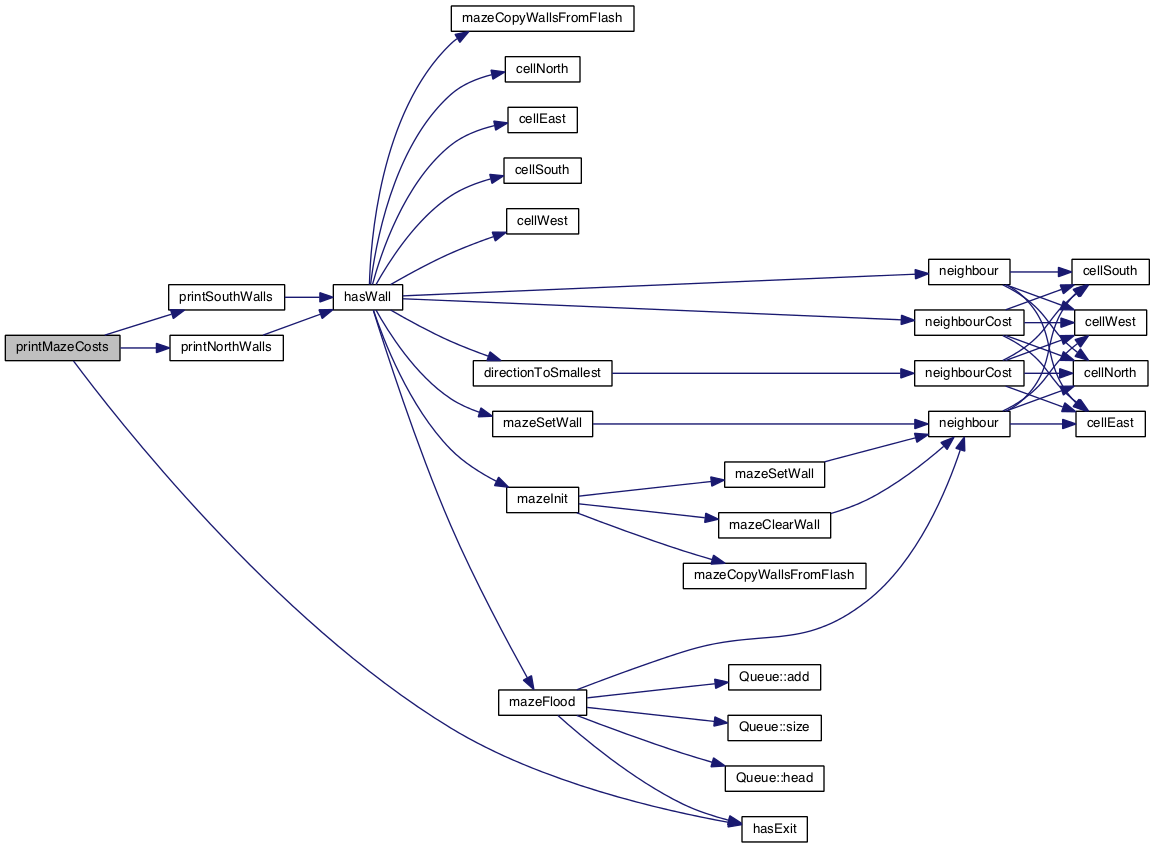 mazeCopyWallsFromFlash
cellNorth
cellEast
cellSouth
cellWest
neighbour
cellSouth
printSouthWalls
hasWall
neighbourCost
cellWest
printMazeCosts
printNorthWalls
directionToSmallest
neighbourCost
cellNorth
mazeSetWall
neighbour
cellEast
mazeSetWall
mazeInit
mazeClearWall
mazeCopyWallsFromFlash
Queue::add
mazeFlood
Queue::size
Queue::head
hasExit